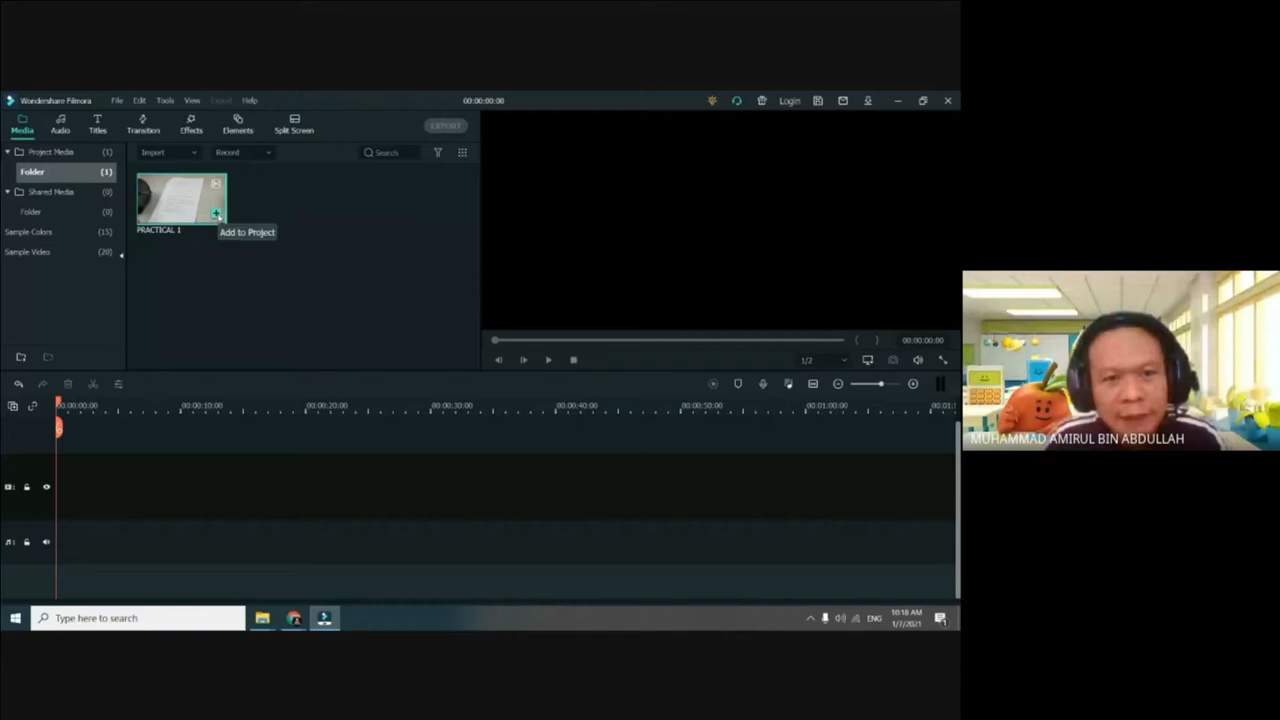 Wondershare Filmora File Edit Tools View Export Help 00:00:00:00 Login
Media Audio Titles Transition Effects Elements Split Screen EXPORT
Project Media (1) Import Record Search
Folder (1)
Shared Media (0)
Folder (0)
Sample Colors (15)
Sample Video (20)
PRACTICAL 1
Add to Project
00:00:00:00
1/2
00:00:00:00 00:00:10:00 00:00:20:00 00:00:30:00 00:00:40:00 00:00:50:00 00:01:00:00
MUHAMMAD AMIRUL BIN ABDULLAH
Type here to search
ENG
10:18 AM
1/7/2021